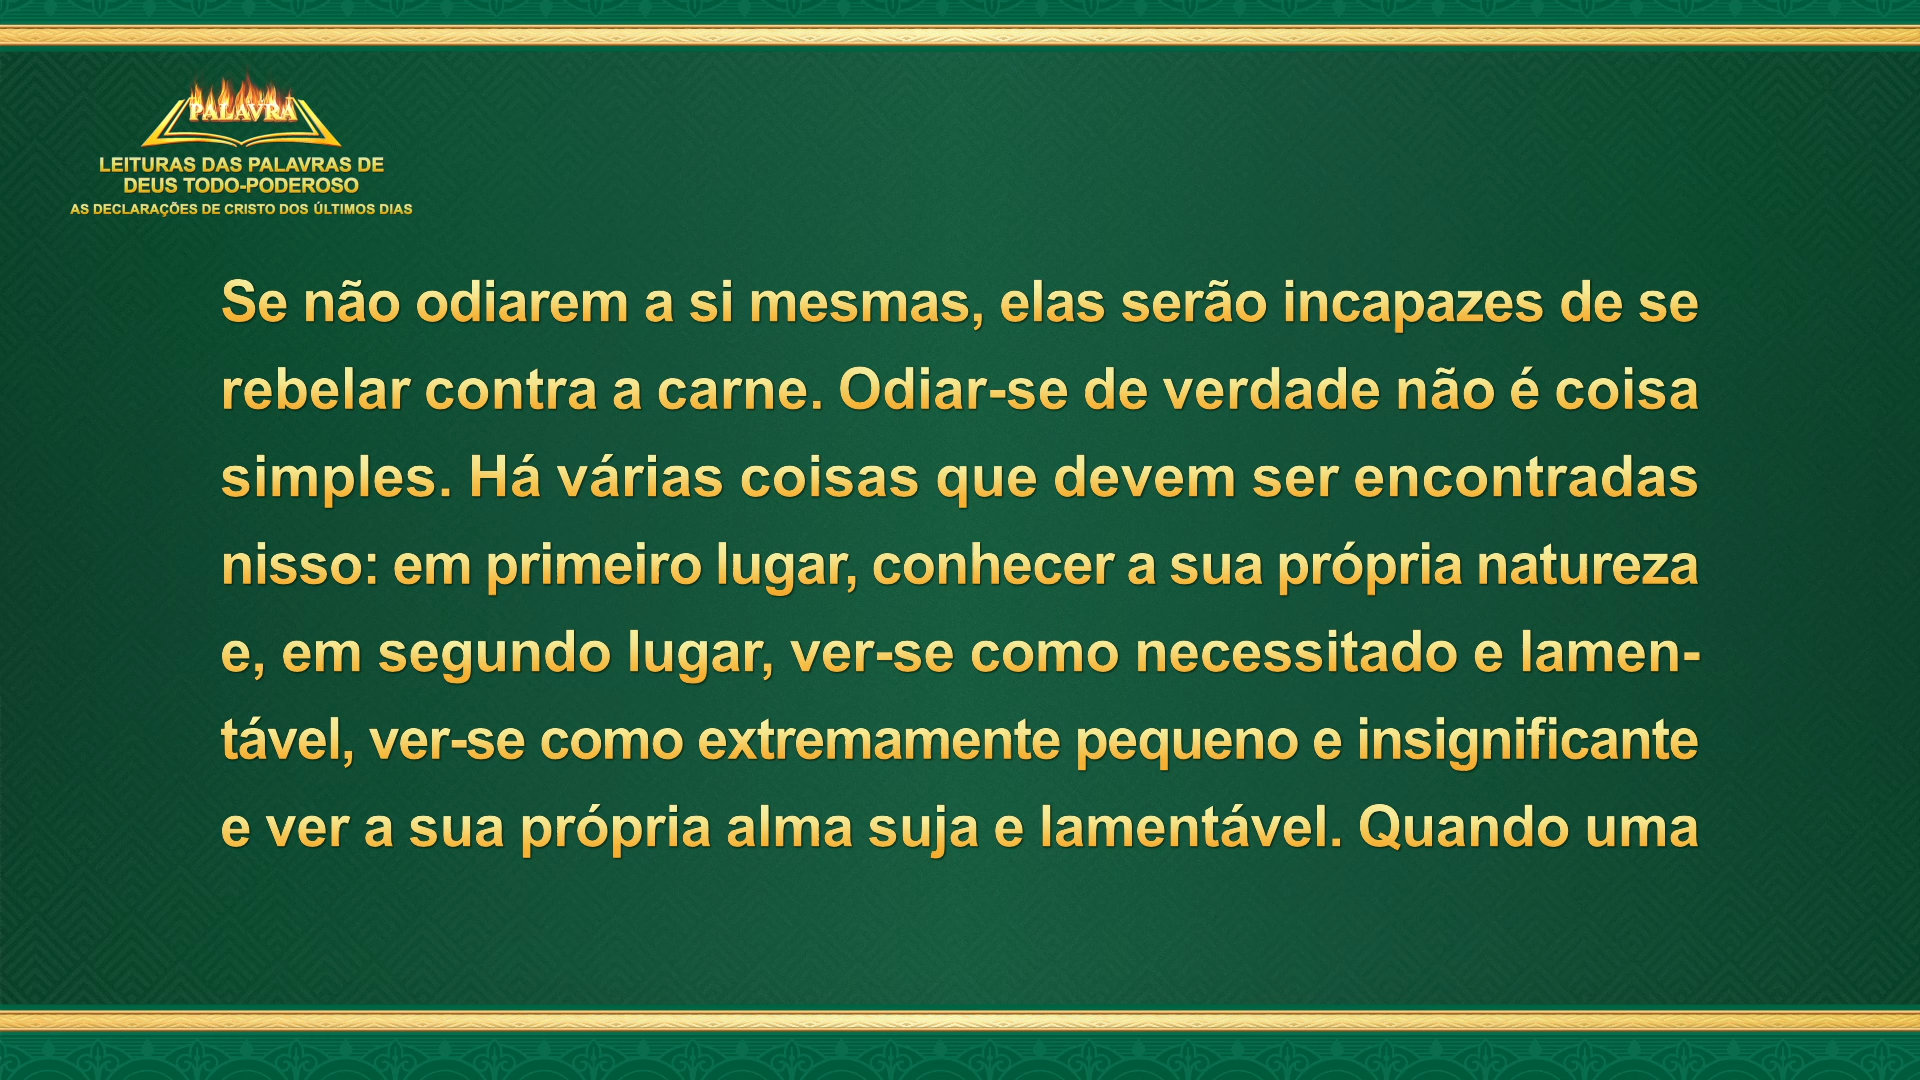 PALAVRA
LEITURAS DAS PALAVRAS DE
DEUS TODO-PODEROSO
AS DECLARAÇÕES DE CRISTO DOS ÚLTIMOS DIAS
Se não odiarem a si mesmas, elas serão incapazes de se
rebelar contra a carne. Odiar-se de verdade não é coisa
simples. Há várias coisas que devem ser encontradas
nisso: em primeiro lugar, conhecer a sua própria natureza
e, em segundo lugar, ver-se como necessitado e lamen-
tável, ver-se como extremamente pequeno e insignificante
e ver a sua própria alma suja e lamentável. Quando uma